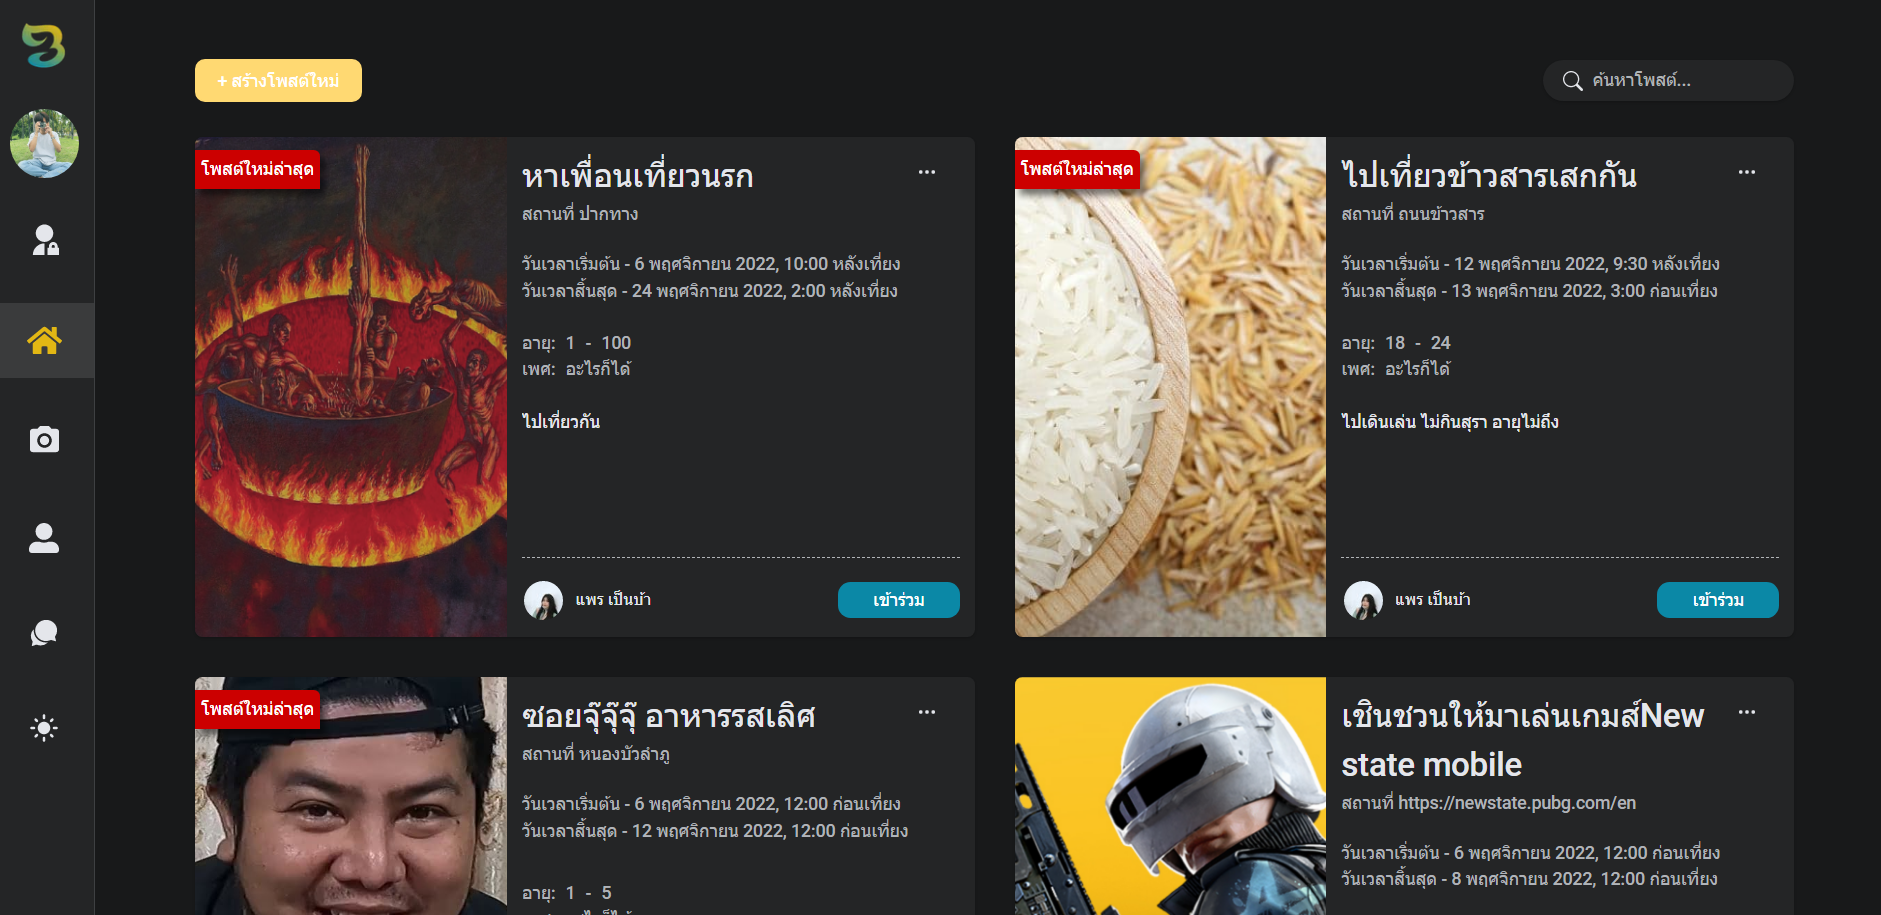 + สร้างโพสต์ใหม่
ค้นหาโพสต์...
โพสต์ใหม่ล่าสุด
หาเพื่อนเที่ยวนรก
สถานที่ ปากทาง
วันเวลาเริ่มต้น - 6 พฤศจิกายน 2022, 10:00 หลังเที่ยง
วันเวลาสิ้นสุด - 24 พฤศจิกายน 2022, 2:00 หลังเที่ยง
อายุ: 1 - 100
เพศ: อะไรก็ได้
ไปเที่ยวกัน
แพร เป็นบ้า
เข้าร่วม
โพสต์ใหม่ล่าสุด
ไปเที่ยวข้าวสารเสกกัน
สถานที่ ถนนข้าวสาร
วันเวลาเริ่มต้น - 12 พฤศจิกายน 2022, 9:30 หลังเที่ยง
วันเวลาสิ้นสุด - 13 พฤศจิกายน 2022, 3:00 ก่อนเที่ยง
อายุ: 18 - 24
เพศ: อะไรก็ได้
ไปเดินเล่น ไม่กินสุรา อายุไม่ถึง
แพร เป็นบ้า
เข้าร่วม
โพสต์ใหม่ล่าสุด
ซอยจุ๊จุ๊จุ๊ อาหารรสเลิศ
สถานที่ หนองบัวลำภู
วันเวลาเริ่มต้น - 6 พฤศจิกายน 2022, 12:00 ก่อนเที่ยง
วันเวลาสิ้นสุด - 12 พฤศจิกายน 2022, 12:00 ก่อนเที่ยง
อายุ: 1 - 5
เชินชวนให้มาเล่นเกมส์New
state mobile
สถานที่ https://newstate.pubg.com/en
วันเวลาเริ่มต้น - 6 พฤศจิกายน 2022, 12:00 ก่อนเที่ยง
วันเวลาสิ้นสุด - 8 พฤศจิกายน 2022, 12:00 ก่อนเที่ยง